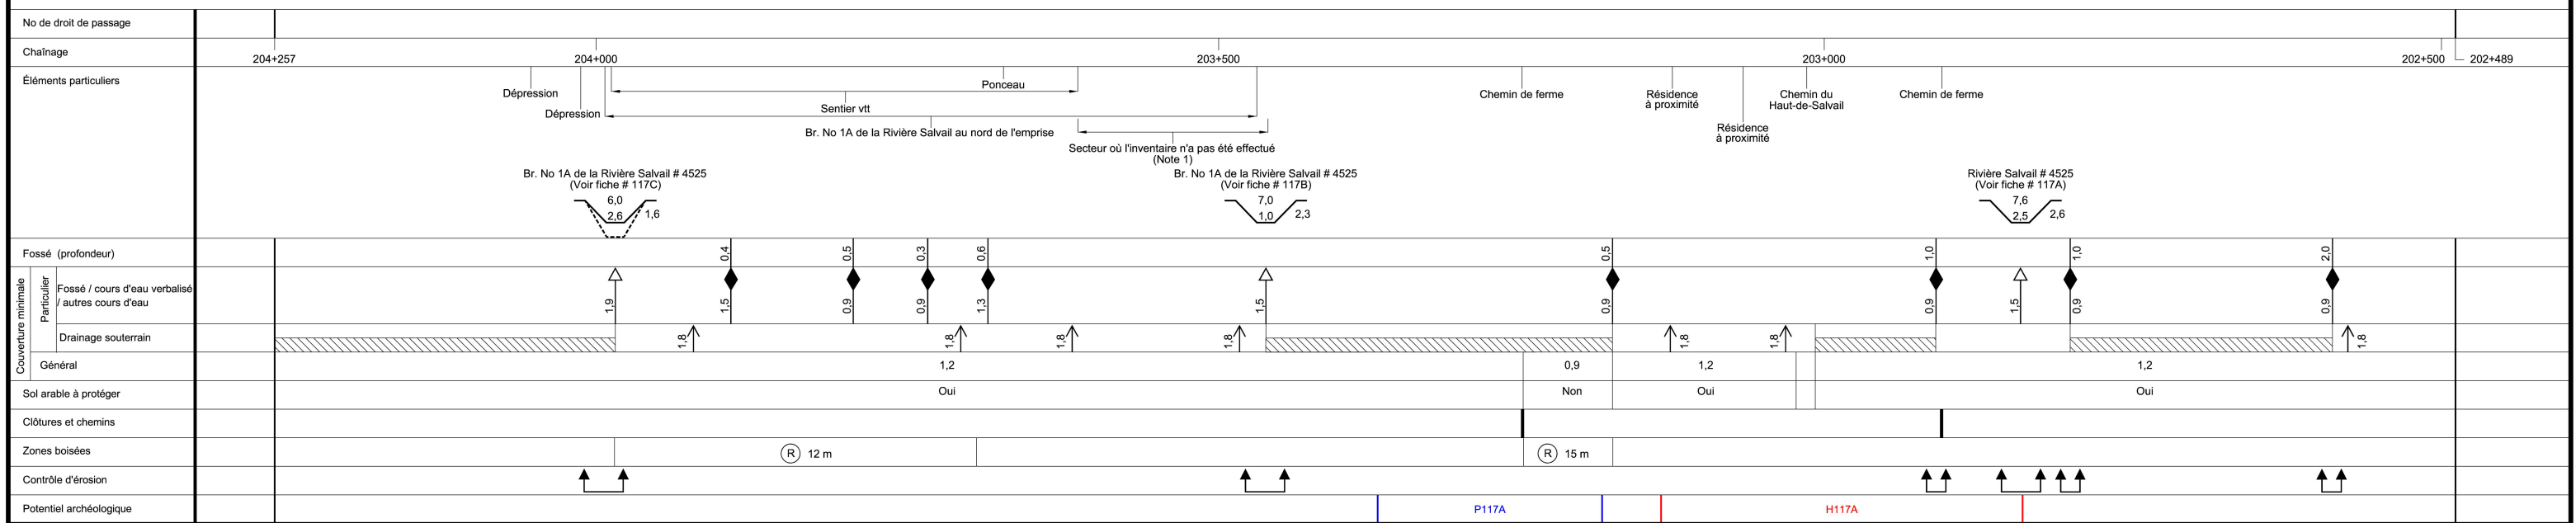 No de droit de passage
Chaînage
204+257
204+000
203+500
203+000
202+500
202+489
Éléments particuliers
Dépression
Dépression
Ponceau
Sentier vtt
Br. No 1A de la Rivière Salvail au nord de l'emprise
Secteur où l'inventaire n'a pas été effectué
(Note 1)
Chemin de ferme
Résidence
à proximité
Résidence
à proximité
Chemin du
Haut-de-Salvail
Chemin de ferme
Br. No 1A de la Rivière Salvail # 4525
(Voir fiche # 117C)
6,0
2,6
1,6
Br. No 1A de la Rivière Salvail # 4525
(Voir fiche # 117B)
7,0
1,0
2,3
Rivière Salvail # 4525
(Voir fiche # 117A)
7,6
2,5
2,6
Fossé (profondeur)
0,4
0,5
0,3
0,6
0,5
1,0
1,0
2,0
Couverture minimale
Particulier
Fossé / cours d'eau verbalisé
/ autres cours d'eau
1,9
1,5
0,9
0,9
1,3
1,5
0,9
0,9
1,5
0,9
0,9
Drainage souterrain
1,8
1,8
1,8
1,8
1,8
1,8
1,8
Général
1,2
0,9
1,2
1,2
Sol arable à protéger
Oui
Non
Oui
Oui
Clôtures et chemins
Zones boisées
R 12 m
R 15 m
Contrôle d'érosion
Potentiel archéologique
P117A
H117A